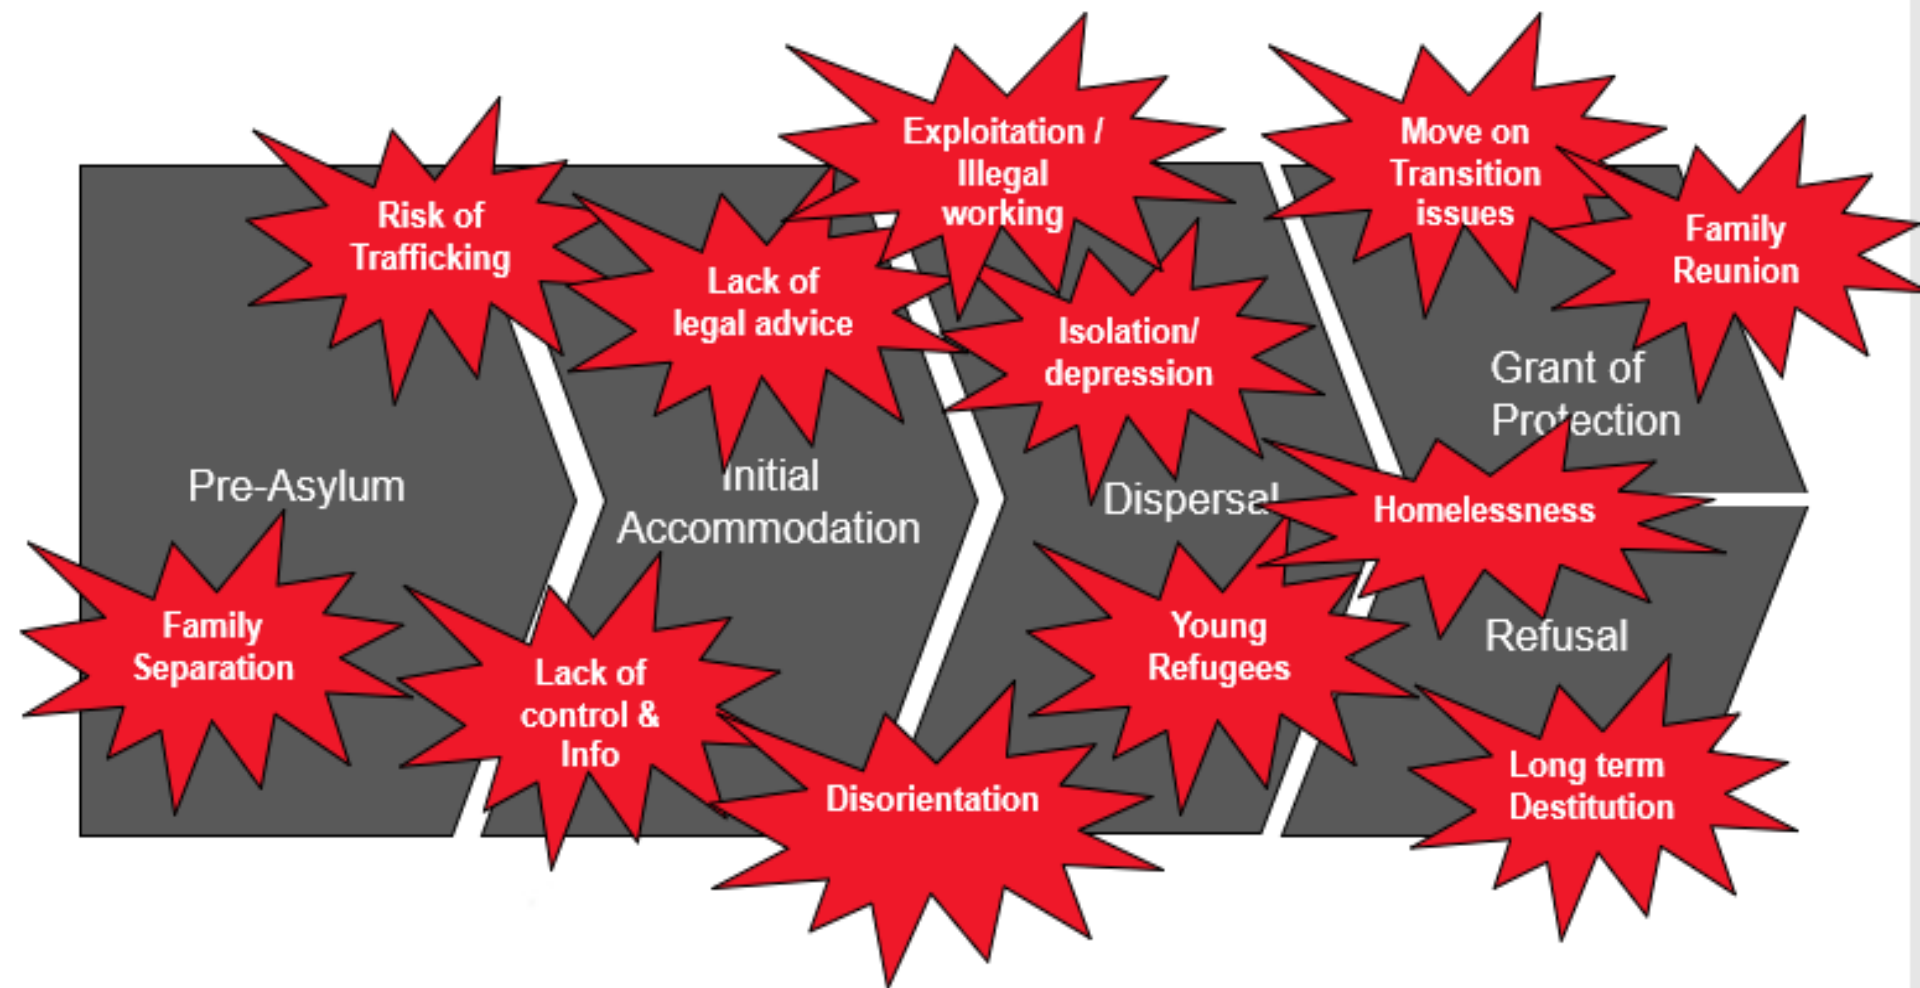 Exploitation /
Illegal
working
Move on
Transition
issues
Risk of
Trafficking
Family
Reunion
Lack of
legal advice
Isolation/
depression
Grant of
Protection
Pre-Asylum
Initial
Accommodation
Dispersal
Homelessness
Family
Separation
Lack of
control &
Info
Young
Refugees
Refusal
Disorientation
Long term
Destitution